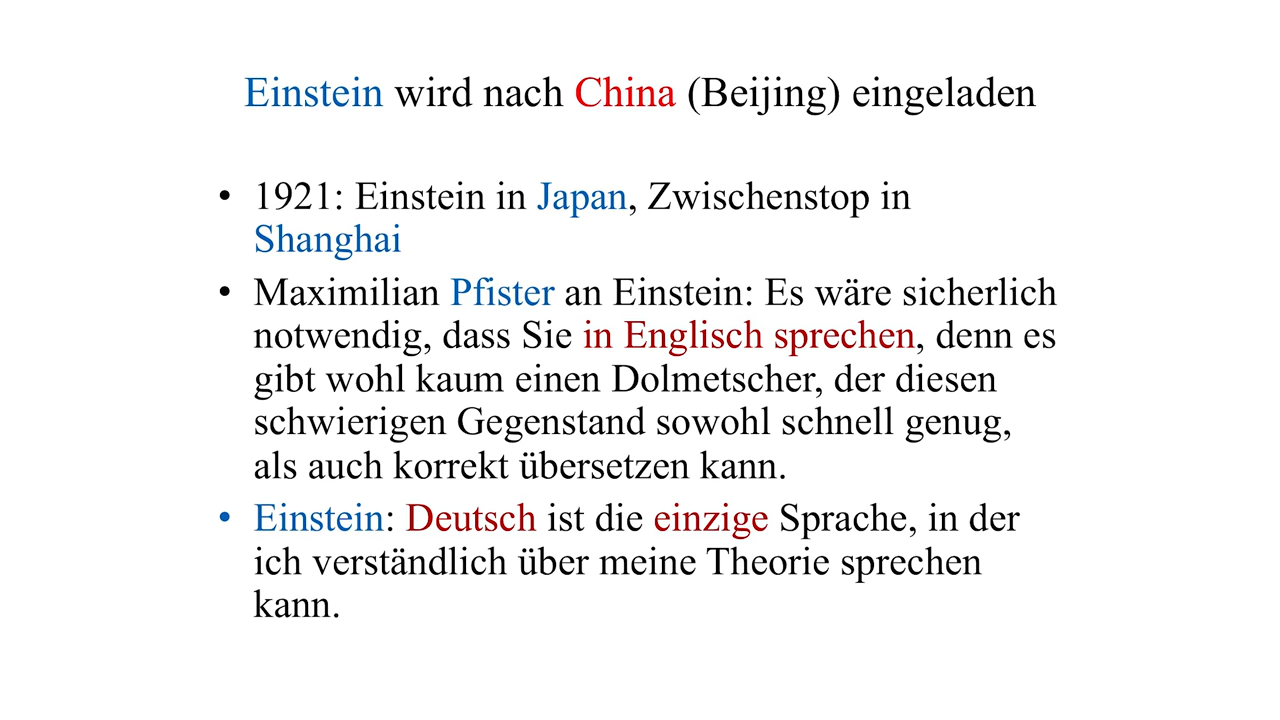 Einstein wird nach China (Beijing) eingeladen
• 1921: Einstein in Japan, Zwischenstop in
Shanghai
• Maximilian Pfister an Einstein: Es wäre sicherlich
notwendig, dass Sie in Englisch sprechen, denn es
gibt wohl kaum einen Dolmetscher, der diesen
schwierigen Gegenstand sowohl schnell genug,
als auch korrekt übersetzen kann.
• Einstein: Deutsch ist die einzige Sprache, in der
ich verständlich über meine Theorie sprechen
kann.